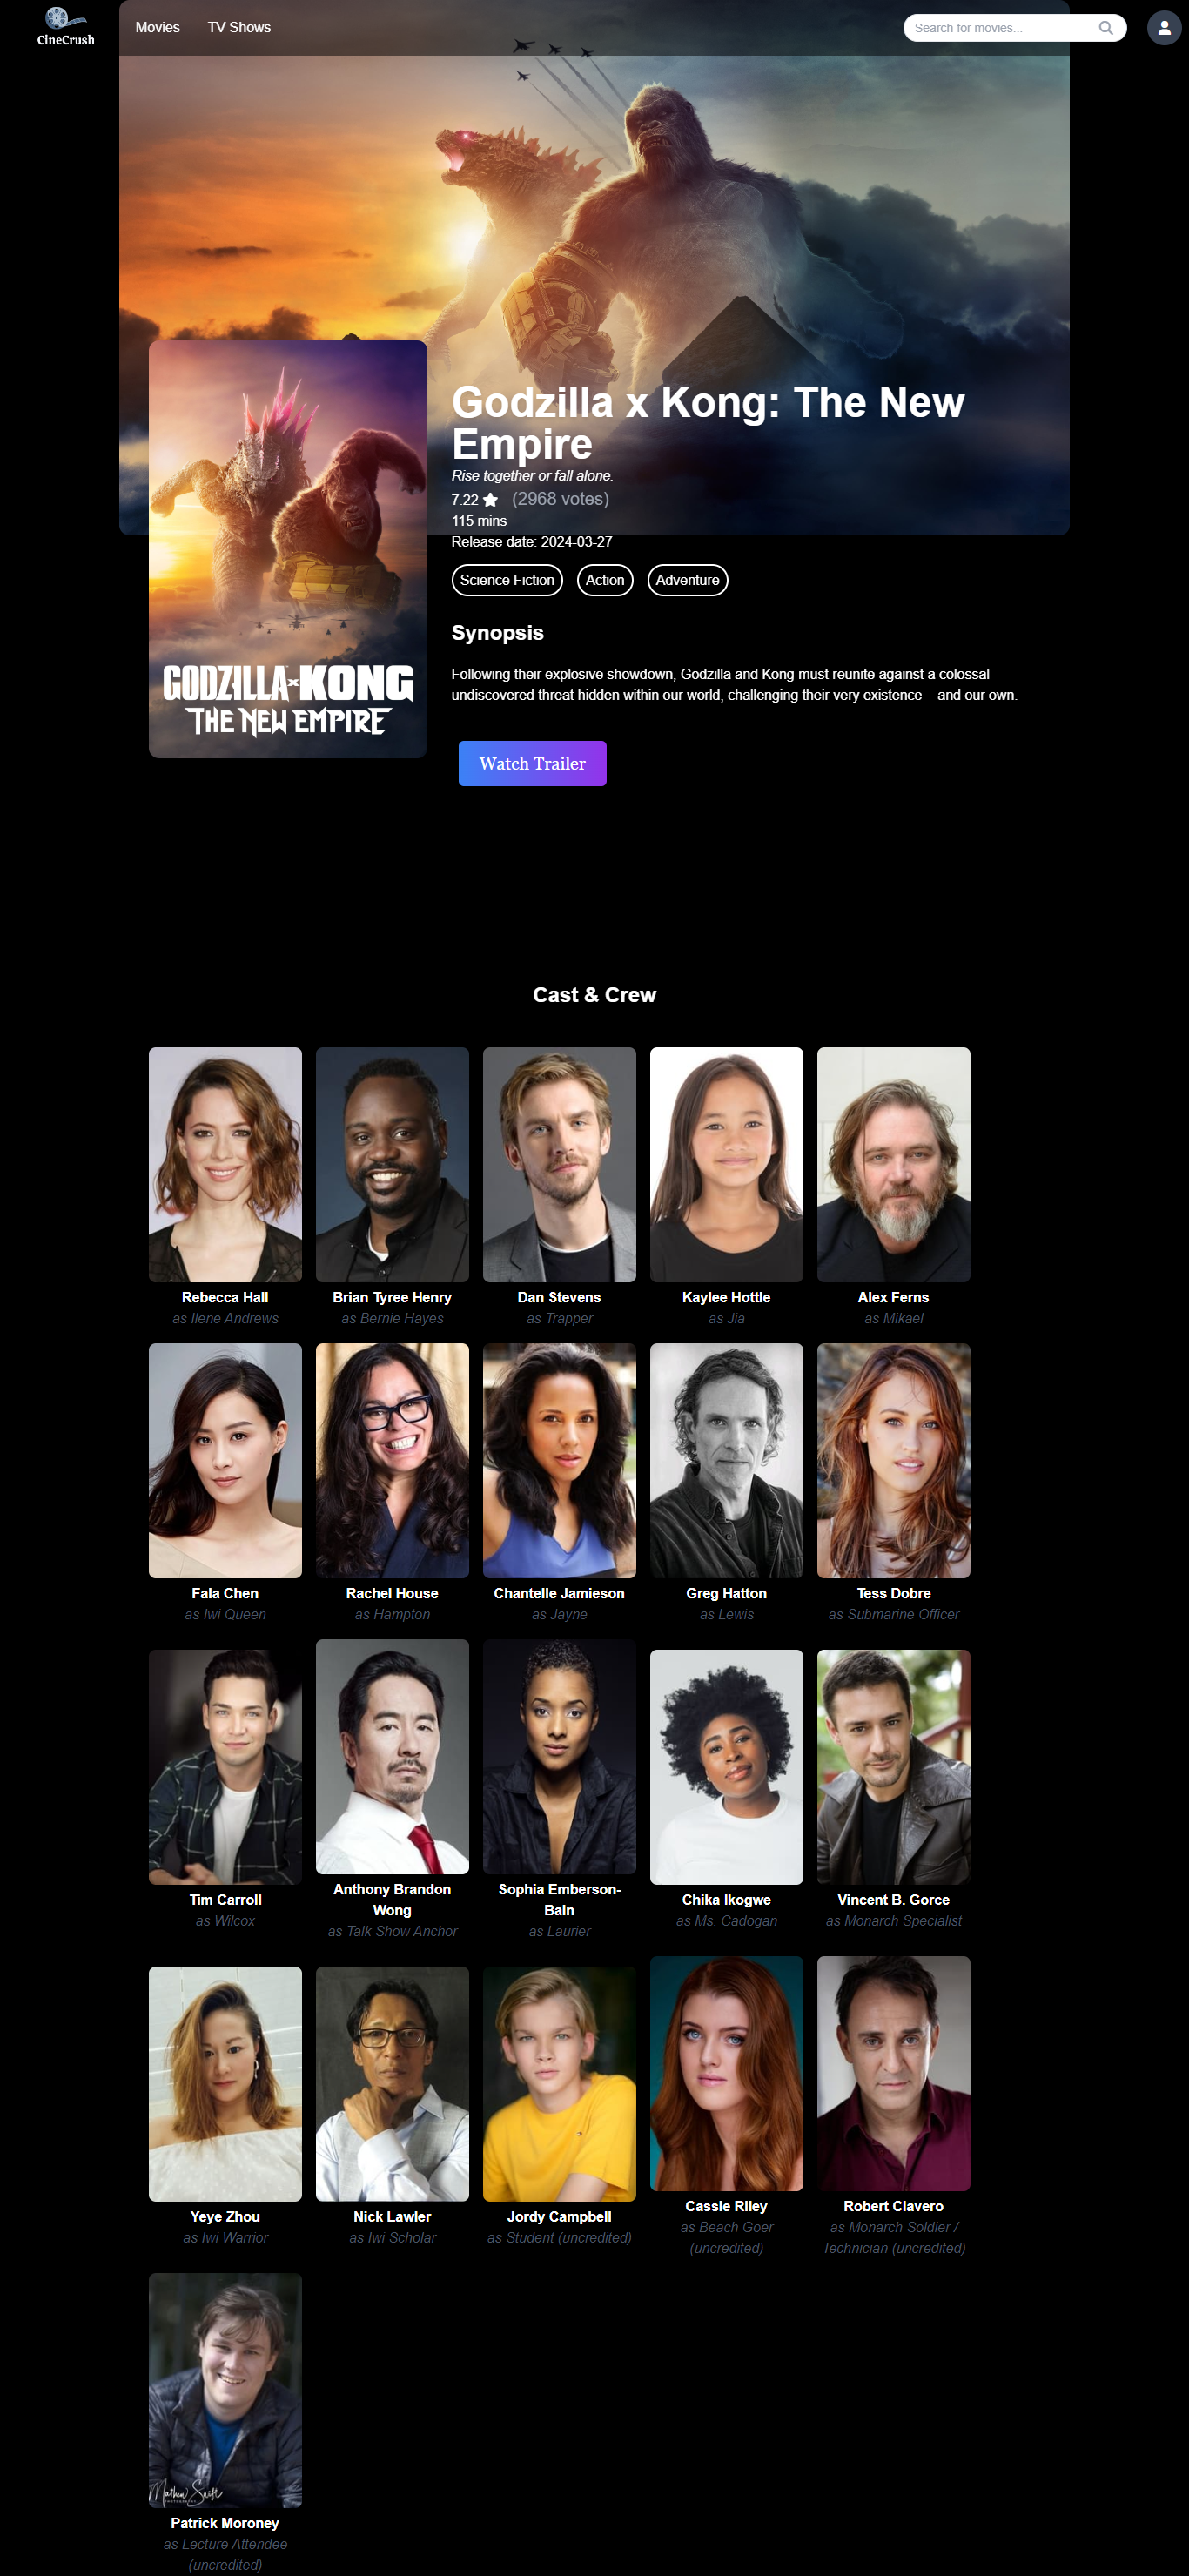 CineCrush
Movies
TV Shows
Search for movies...
Godzilla x Kong: The New
Empire
Rise together or fall alone.
7.22 (2968 votes)
115 mins
Release date: 2024-03-27
Science Fiction
Action
Adventure
GODZILLA x KONG
THE NEW EMPIRE
Synopsis
Following their explosive showdown, Godzilla and Kong must reunite against a colossal
undiscovered threat hidden within our world, challenging their very existence – and our own.
Watch Trailer
Cast & Crew
Rebecca Hall
as Ilene Andrews
Brian Tyree Henry
as Bernie Hayes
Dan Stevens
as Trapper
Kaylee Hottle
as Jia
Alex Ferns
as Mikael
Fala Chen
as Iwi Queen
Rachel House
as Hampton
Chantelle Jamieson
as Jayne
Greg Hatton
as Lewis
Tess Dobre
as Submarine Officer
Tim Carroll
as Wilcox
Anthony Brandon
Wong
as Talk Show Anchor
Sophia Emberson-
Bain
as Laurier
Chika Ikogwe
as Ms. Cadogan
Vincent B. Gorce
as Monarch Specialist
Yeye Zhou
as Iwi Warrior
Nick Lawler
as Iwi Scholar
Jordy Campbell
as Student (uncredited)
Cassie Riley
as Beach Goer
(uncredited)
Robert Clavero
as Monarch Soldier /
Technician (uncredited)
Mathew Swift
Patrick Moroney
as Lecture Attendee
(uncredited)